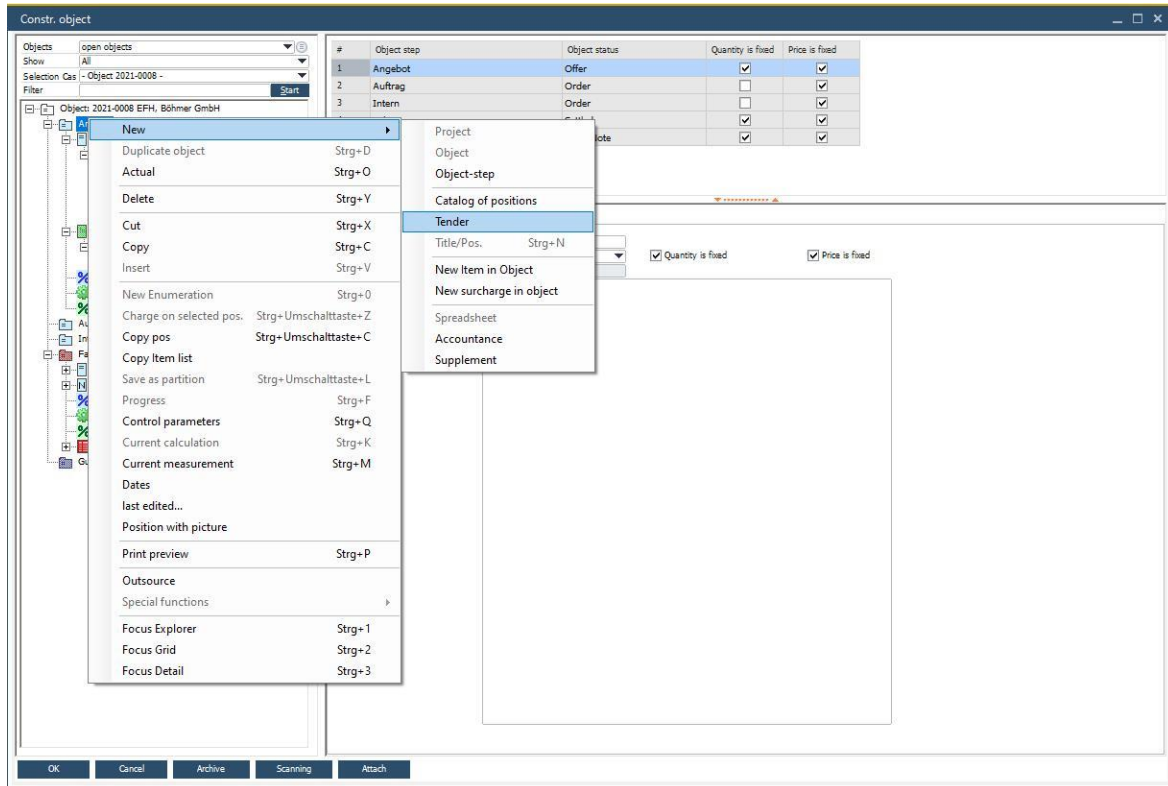 Constr. object
Objects open objects
Show All
Selection Cas - Object 2021-0008 -
Filter Start
Object: 2021-0008 EFH, Böhmer GmbH
# Object step Object status Quantity is fixed Price is fixed
1 Angebot Offer
2 Auftrag Order
3 Intern Order
New
Duplicate object Strg+D
Actual Strg+O
Delete Strg+Y
Cut Strg+X
Copy Strg+C
Insert Strg+V
New Enumeration Strg+0
Charge on selected pos. Strg+Umschalttaste+Z
Copy pos Strg+Umschalttaste+C
Copy Item list
Save as partition Strg+Umschalttaste+L
Progress Strg+F
Control parameters Strg+Q
Current calculation Strg+K
Current measurement Strg+M
Dates
last edited...
Position with picture
Print preview Strg+P
Outsource
Special functions
Focus Explorer Strg+1
Focus Grid Strg+2
Focus Detail Strg+3
Project
Object
Object-step
Catalog of positions
Tender
Title/Pos. Strg+N
New Item in Object
New surcharge in object
Spreadsheet
Accountance
Supplement
Quantity is fixed Price is fixed
OK Cancel Archive Scanning Attach